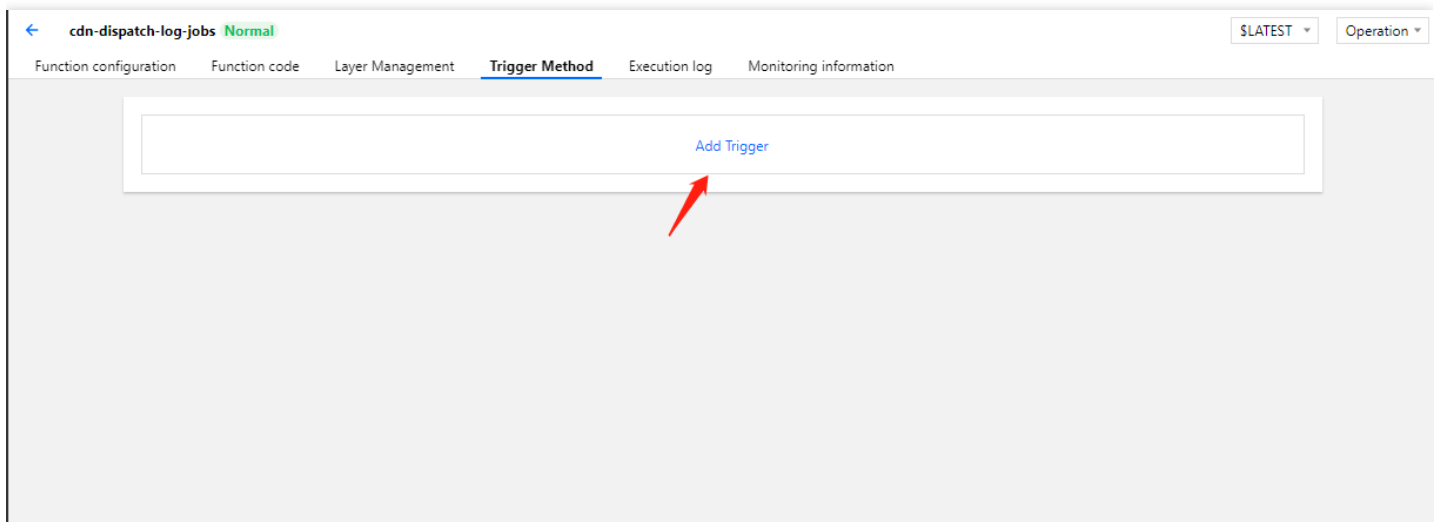 cdn-dispatch-log-jobs Normal $LATEST Operation
Function configuration Function code Layer Management Trigger Method Execution log Monitoring information
Add Trigger